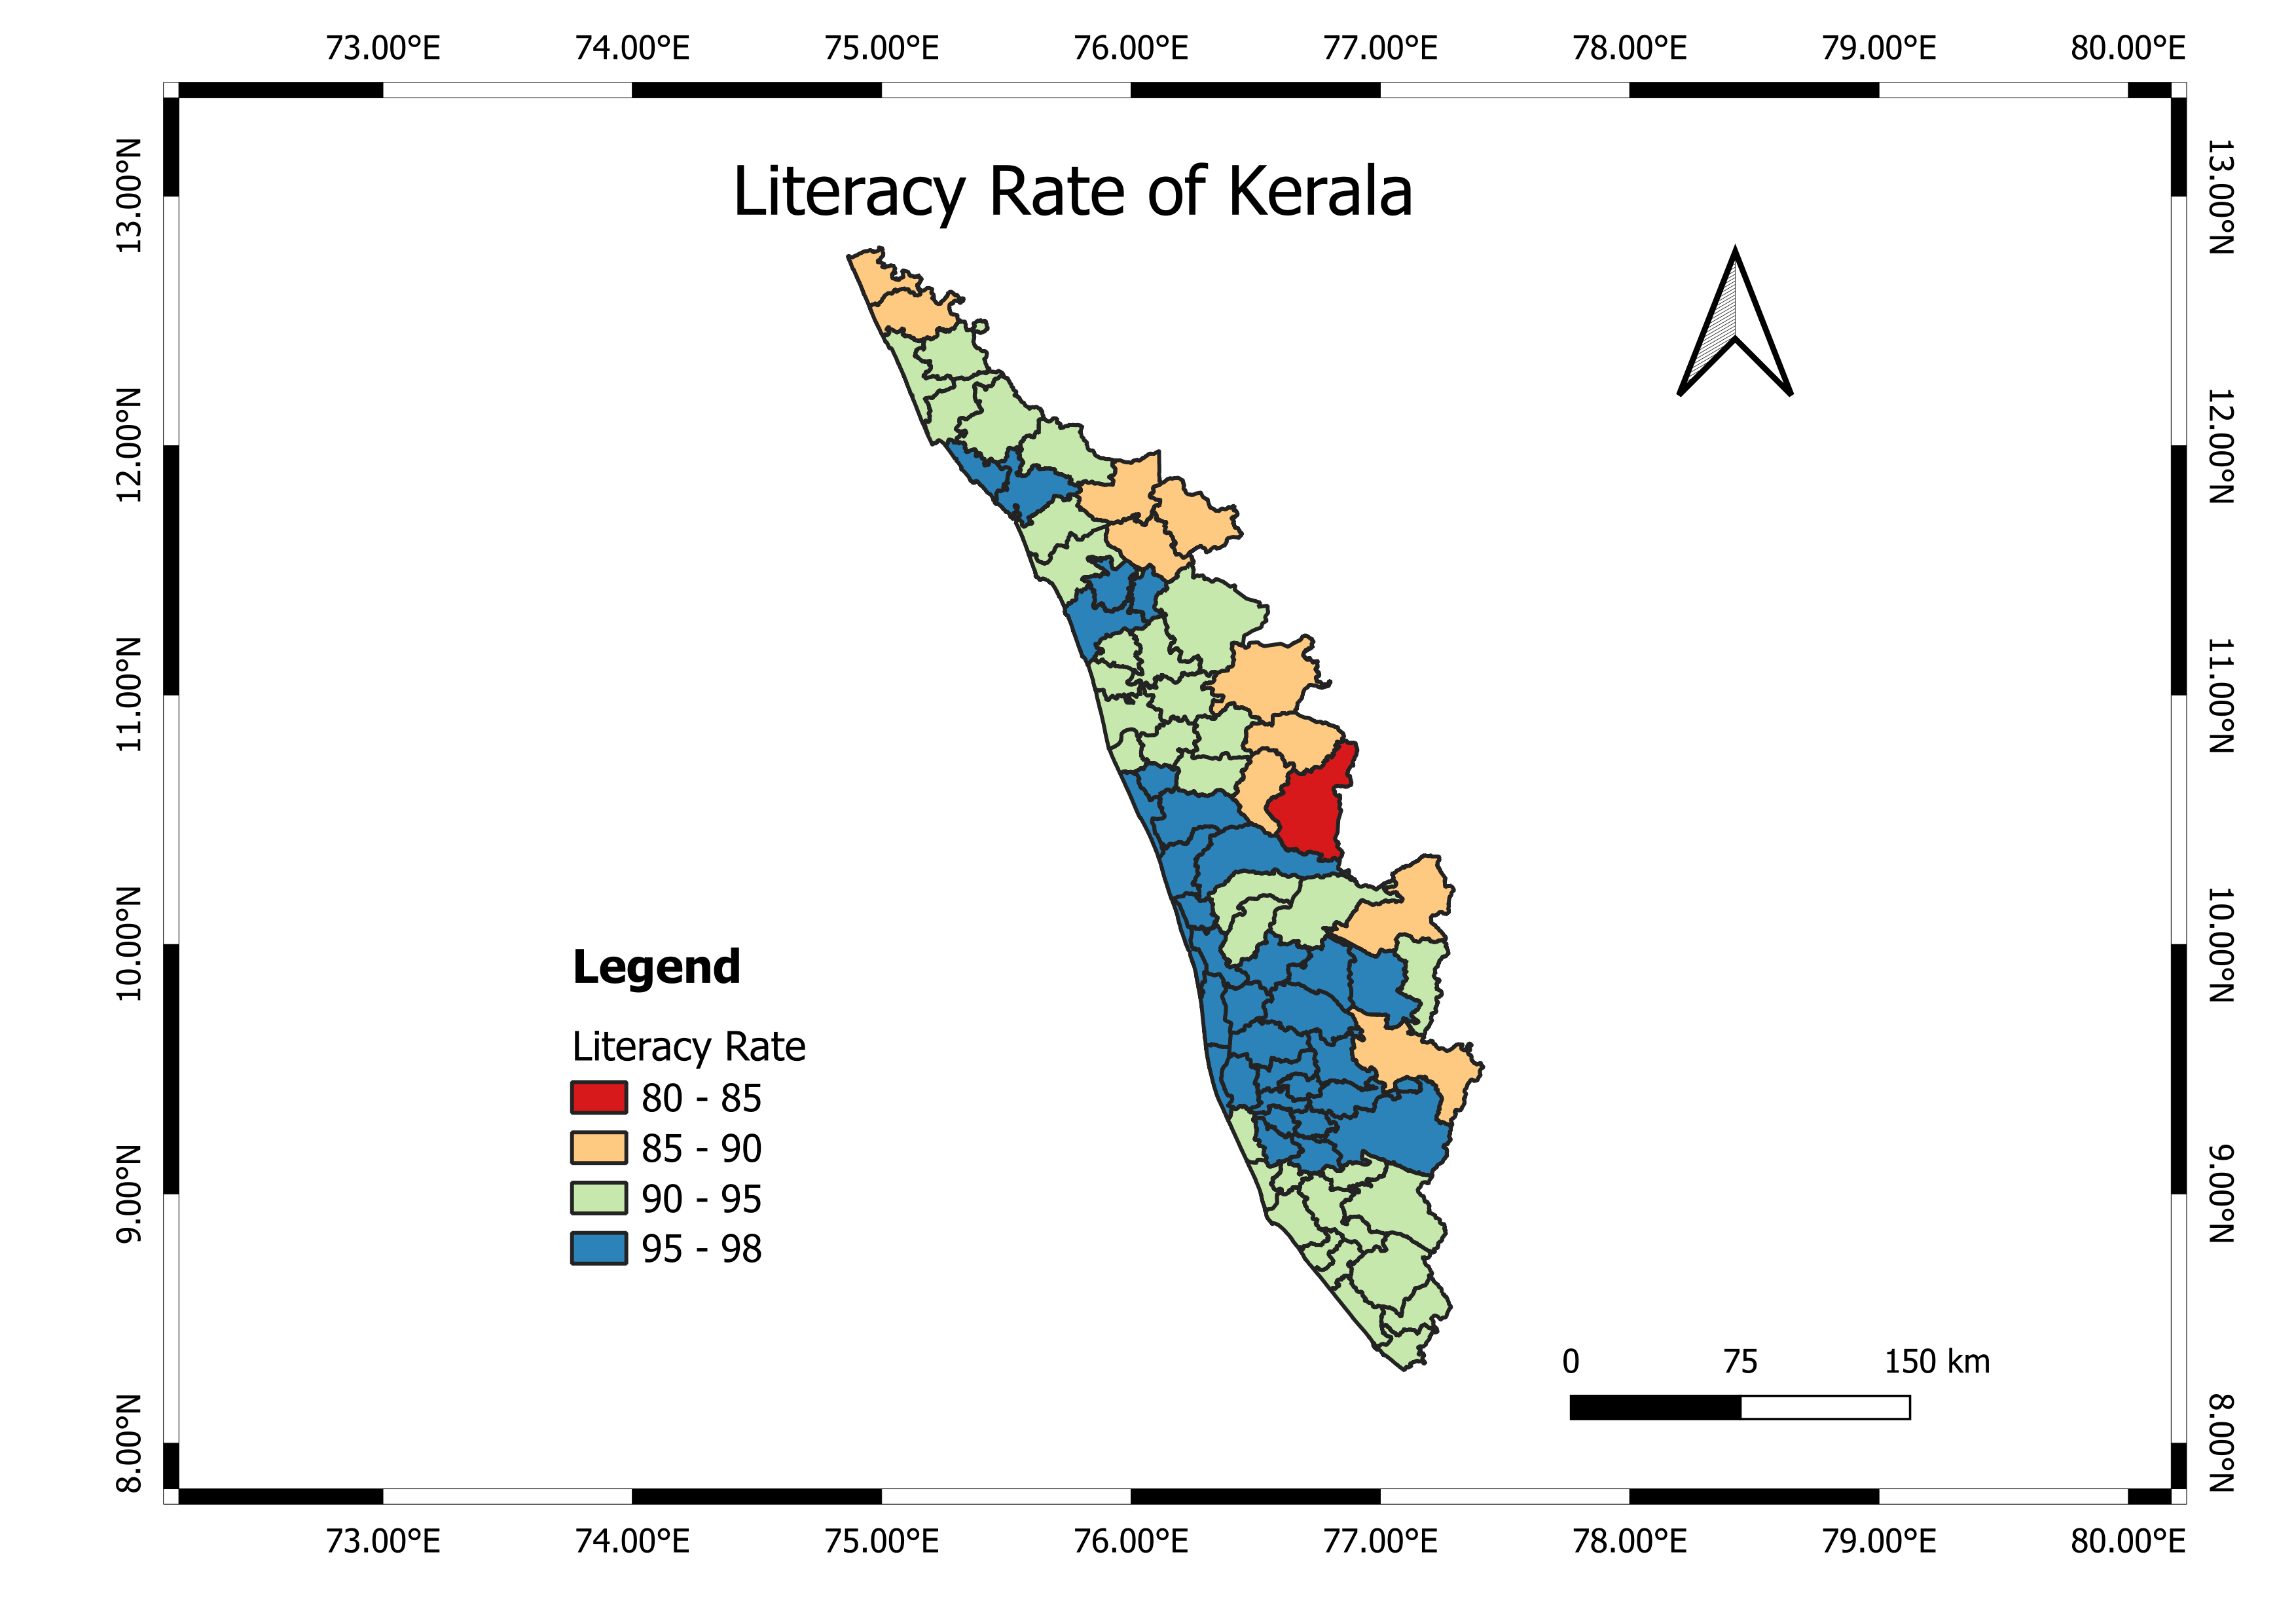 73.00°E 74.00°E 75.00°E 76.00°E 77.00°E 78.00°E 79.00°E 80.00°E
Literacy Rate of Kerala
13.00°N 13.00°N
12.00°N 12.00°N
11.00°N 11.00°N
10.00°N 10.00°N
Legend
Literacy Rate
80 - 85
85 - 90
90 - 95
95 - 98
9.00°N 9.00°N
0 75 150 km
8.00°N 8.00°N
73.00°E 74.00°E 75.00°E 76.00°E 77.00°E 78.00°E 79.00°E 80.00°E